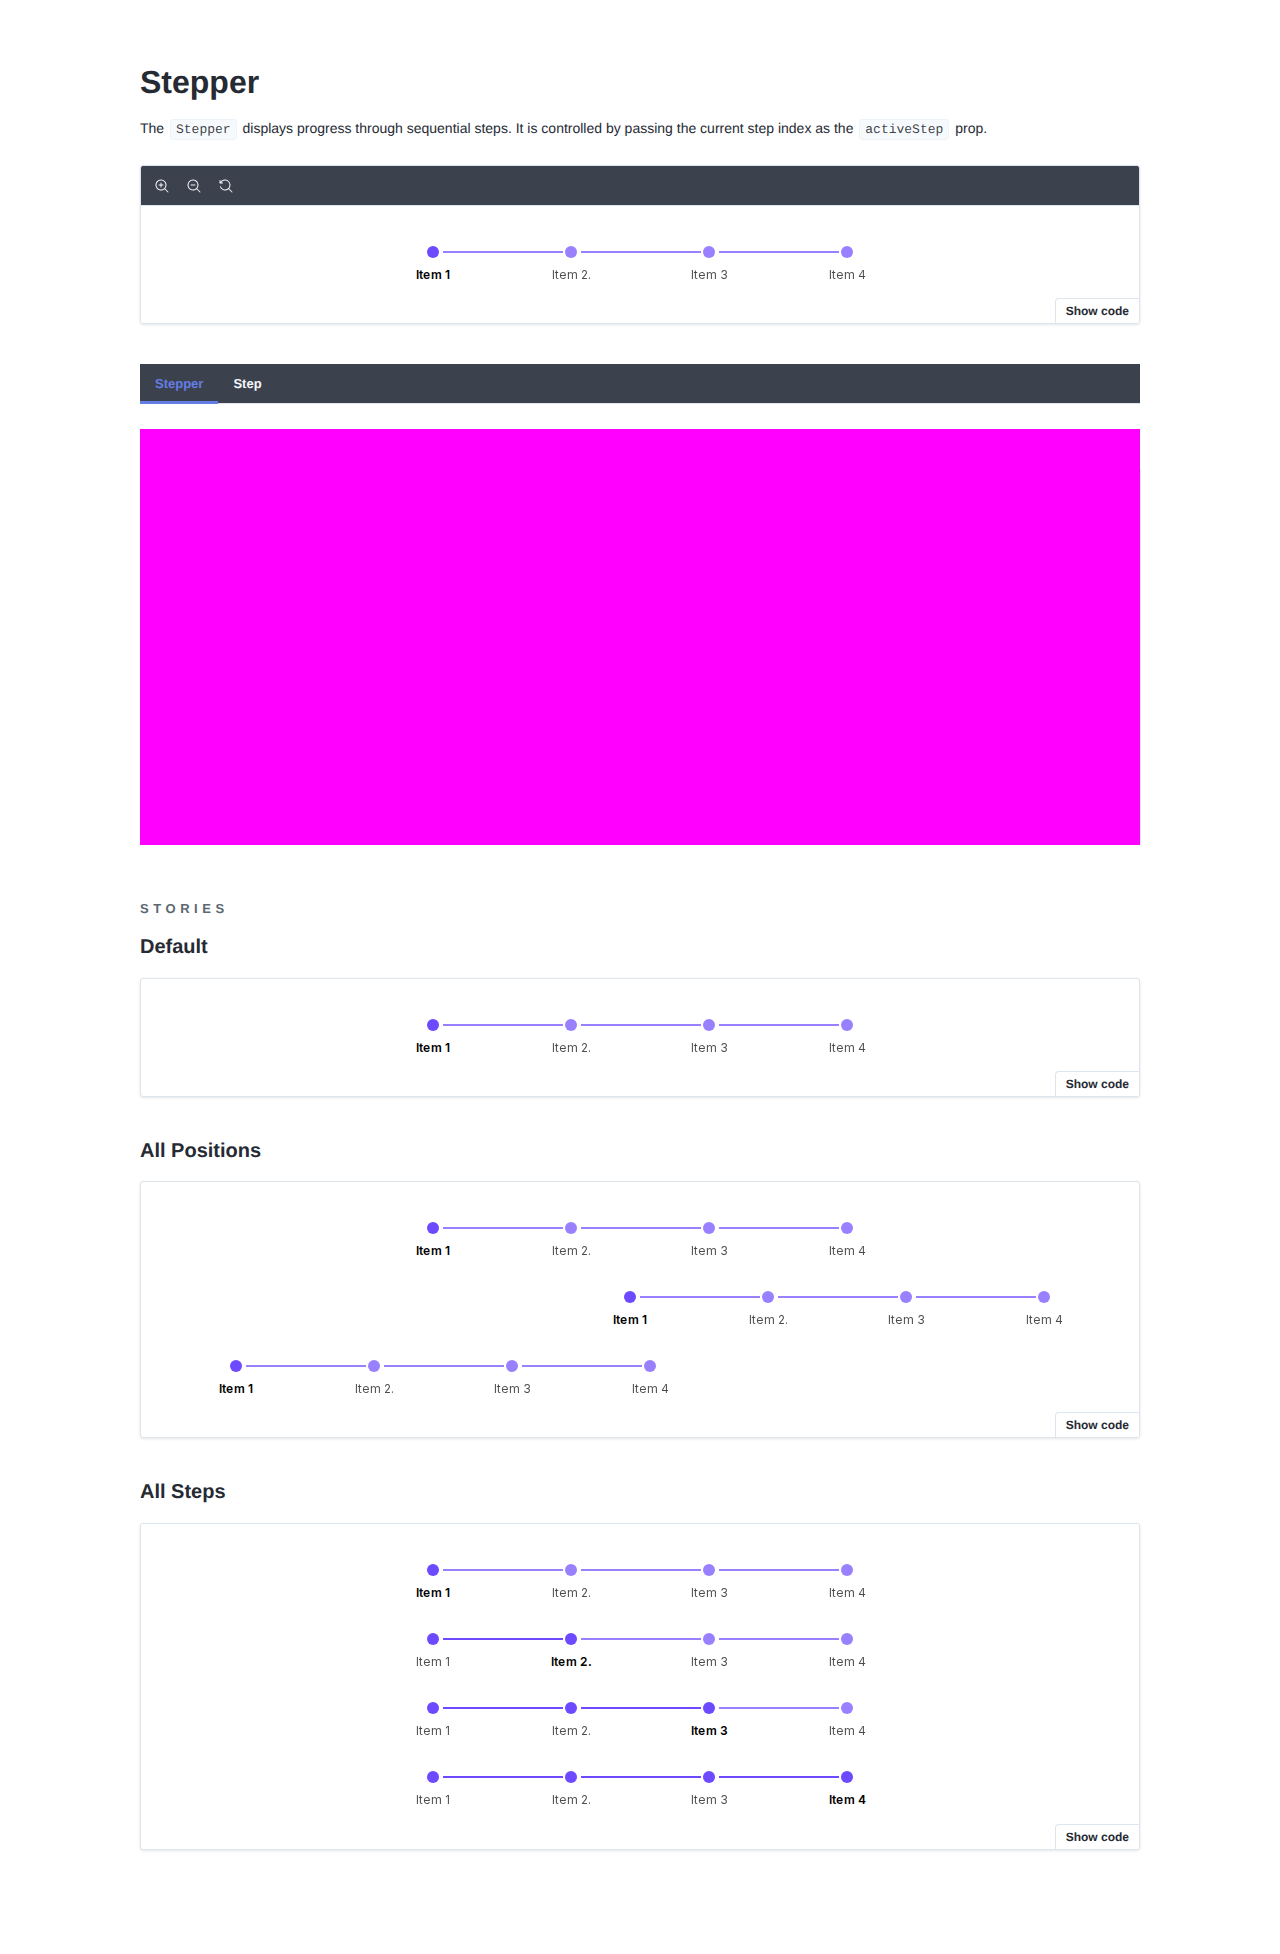 Stepper
The Stepper displays progress through sequential steps. It is controlled by passing the current step index as the activeStep prop.
Item 1 Item 2. Item 3 Item 4
Show code
Stepper Step
STORIES
Default
Item 1 Item 2. Item 3 Item 4
Show code
All Positions
Item 1 Item 2. Item 3 Item 4
Item 1 Item 2. Item 3 Item 4
Item 1 Item 2. Item 3 Item 4
Show code
All Steps
Item 1 Item 2. Item 3 Item 4
Item 1 Item 2. Item 3 Item 4
Item 1 Item 2. Item 3 Item 4
Item 1 Item 2. Item 3 Item 4
Show code